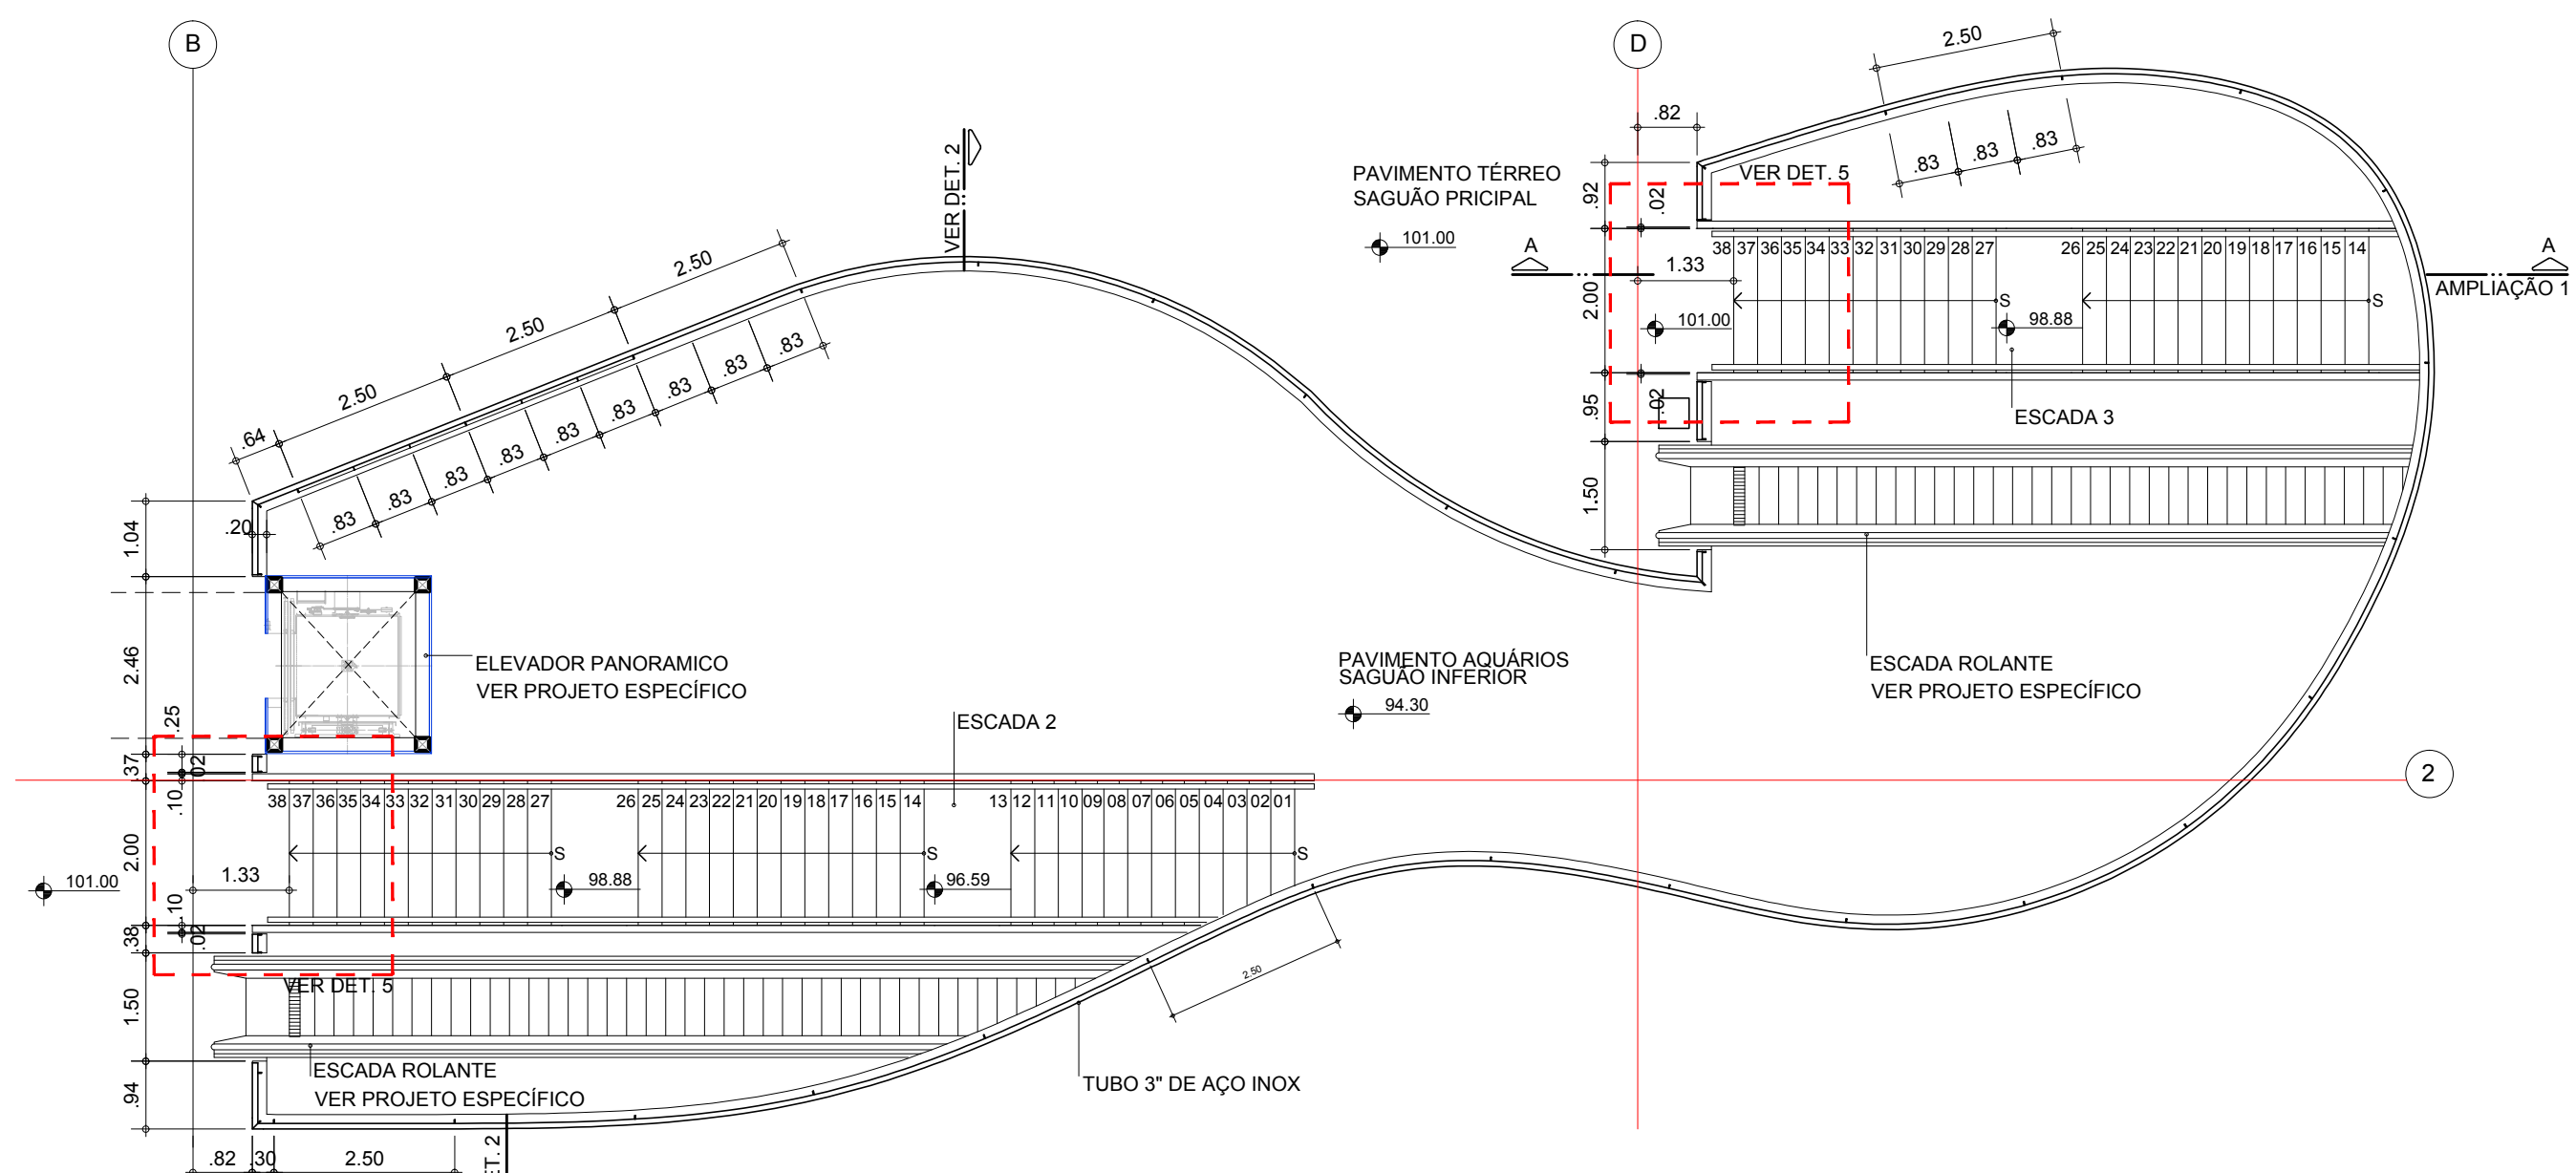 B
D
2.50
.82
.83
.83
.83
VER DET. 2
PAVIMENTO TÉRREO
SAGUÃO PRICIPAL
101.00
VER DET. 5
.92
.02
A
A
AMPLIAÇÃO 1
38 37 36 35 34 33 32 31 30 29 28 27
26 25 24 23 22 21 20 19 18 17 16 15 14
1.33
2.00
S
S
101.00
98.88
.02
.95
ESCADA 3
1.50
2.50
2.50
2.50
.64
.83
.83
.83
.83
.83
.83
.83
.83
.83
.20
1.04
2.46
ELEVADOR PANORAMICO
VER PROJETO ESPECÍFICO
PAVIMENTO AQUÁRIOS
SAGUÃO INFERIOR
94.30
ESCADA ROLANTE
VER PROJETO ESPECÍFICO
ESCADA 2
.25
.37
.02
.10
2
38 37 36 35 34 33 32 31 30 29 28 27
26 25 24 23 22 21 20 19 18 17 16 15 14
13 12 11 10 09 08 07 06 05 04 03 02 01
2.00
S
S
S
1.33
101.00
98.88
96.59
.10
.38
.02
VER DET. 5
2.50
1.50
ESCADA ROLANTE
VER PROJETO ESPECÍFICO
TUBO 3" DE AÇO INOX
.94
.82
.30
2.50
ET. 2